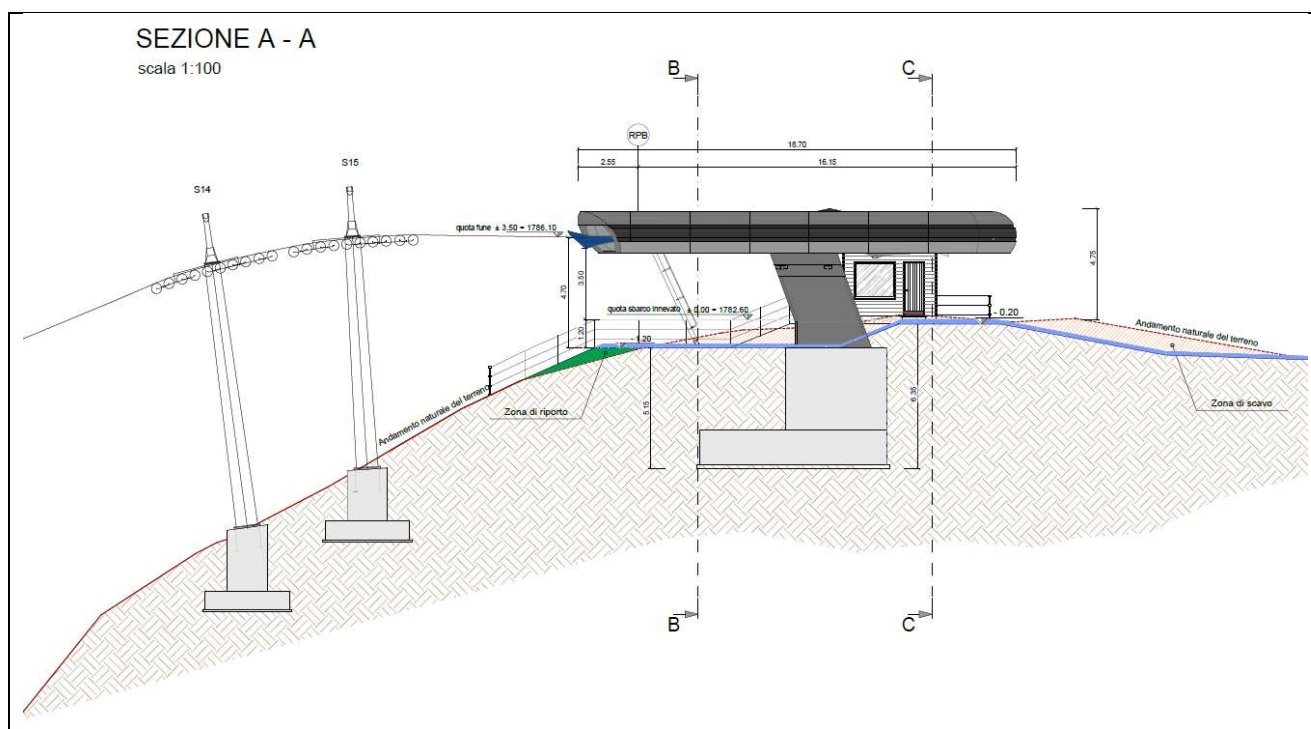 SEZIONE A - A
scala 1:100
B
C
RPB
18.70
2.55
16.15
S15
S14
quota fune ± 3,50 = 1786.10
4.75
3.50
4.70
quota sbarco innevato ± 0.00 = 1782.60
- 0.20
1.20
- 1.20
Andamento naturale del terreno
Zona di riporto
Andamento naturale del terreno
Zona di scavo
5.15
6.35
B
C